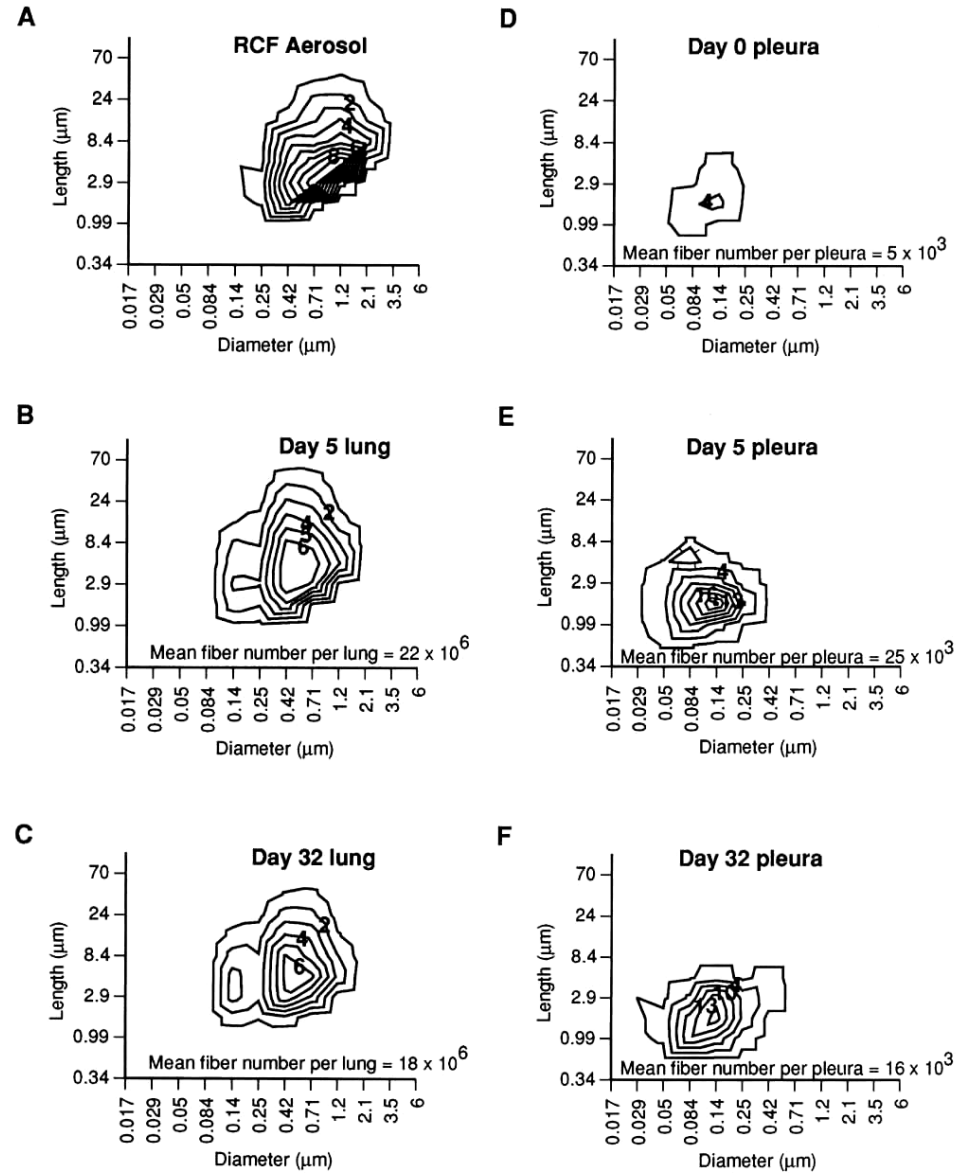 A
RCF Aerosol
Length (μm)
70
24
8.4
2.9
0.99
0.34
2
4
8
0.017 0.029 0.05 0.084 0.14 0.25 0.42 0.71 1.2 2.1 3.5 6
Diameter (μm)
D
Day 0 pleura
Length (μm)
70
24
8.4
2.9
0.99
0.34
4
Mean fiber number per pleura = 5 x 10³
0.017 0.029 0.05 0.084 0.14 0.25 0.42 0.71 1.2 2.1 3.5 6
Diameter (μm)
B
Day 5 lung
Length (μm)
70
24
8.4
2.9
0.99
0.34
2
4
5
6
Mean fiber number per lung = 22 x 10⁶
0.017 0.029 0.05 0.084 0.14 0.25 0.42 0.71 1.2 2.1 3.5 6
Diameter (μm)
E
Day 5 pleura
Length (μm)
70
24
8.4
2.9
0.99
0.34
4
Mean fiber number per pleura = 25 x 10³
0.017 0.029 0.05 0.084 0.14 0.25 0.42 0.71 1.2 2.1 3.5 6
Diameter (μm)
C
Day 32 lung
Length (μm)
70
24
8.4
2.9
0.99
0.34
2
4
6
Mean fiber number per lung = 18 x 10⁶
0.017 0.029 0.05 0.084 0.14 0.25 0.42 0.71 1.2 2.1 3.5 6
Diameter (μm)
F
Day 32 pleura
Length (μm)
70
24
8.4
2.9
0.99
0.34
4
10
13
Mean fiber number per pleura = 16 x 10³
0.017 0.029 0.05 0.084 0.14 0.25 0.42 0.71 1.2 2.1 3.5 6
Diameter (μm)